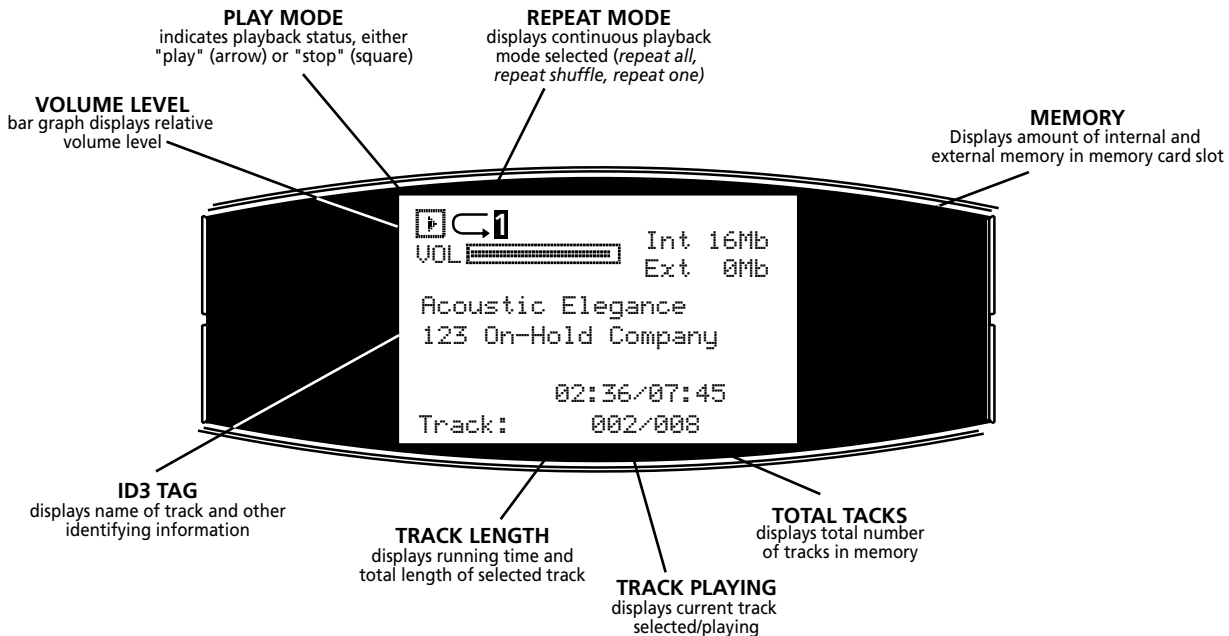 PLAY MODE
indicates playback status, either
"play" (arrow) or "stop" (square)
REPEAT MODE
displays continuous playback
mode selected (repeat all,
repeat shuffle, repeat one)
VOLUME LEVEL
bar graph displays relative
volume level
MEMORY
Displays amount of internal and
external memory in memory card slot
1
VOL
Int 16Mb
Ext 0Mb
Acoustic Elegance
123 On-Hold Company
02:36/07:45
Track: 002/008
ID3 TAG
displays name of track and other
identifying information
TRACK LENGTH
displays running time and
total length of selected track
TRACK PLAYING
displays current track
selected/playing
TOTAL TACKS
displays total number
of tracks in memory